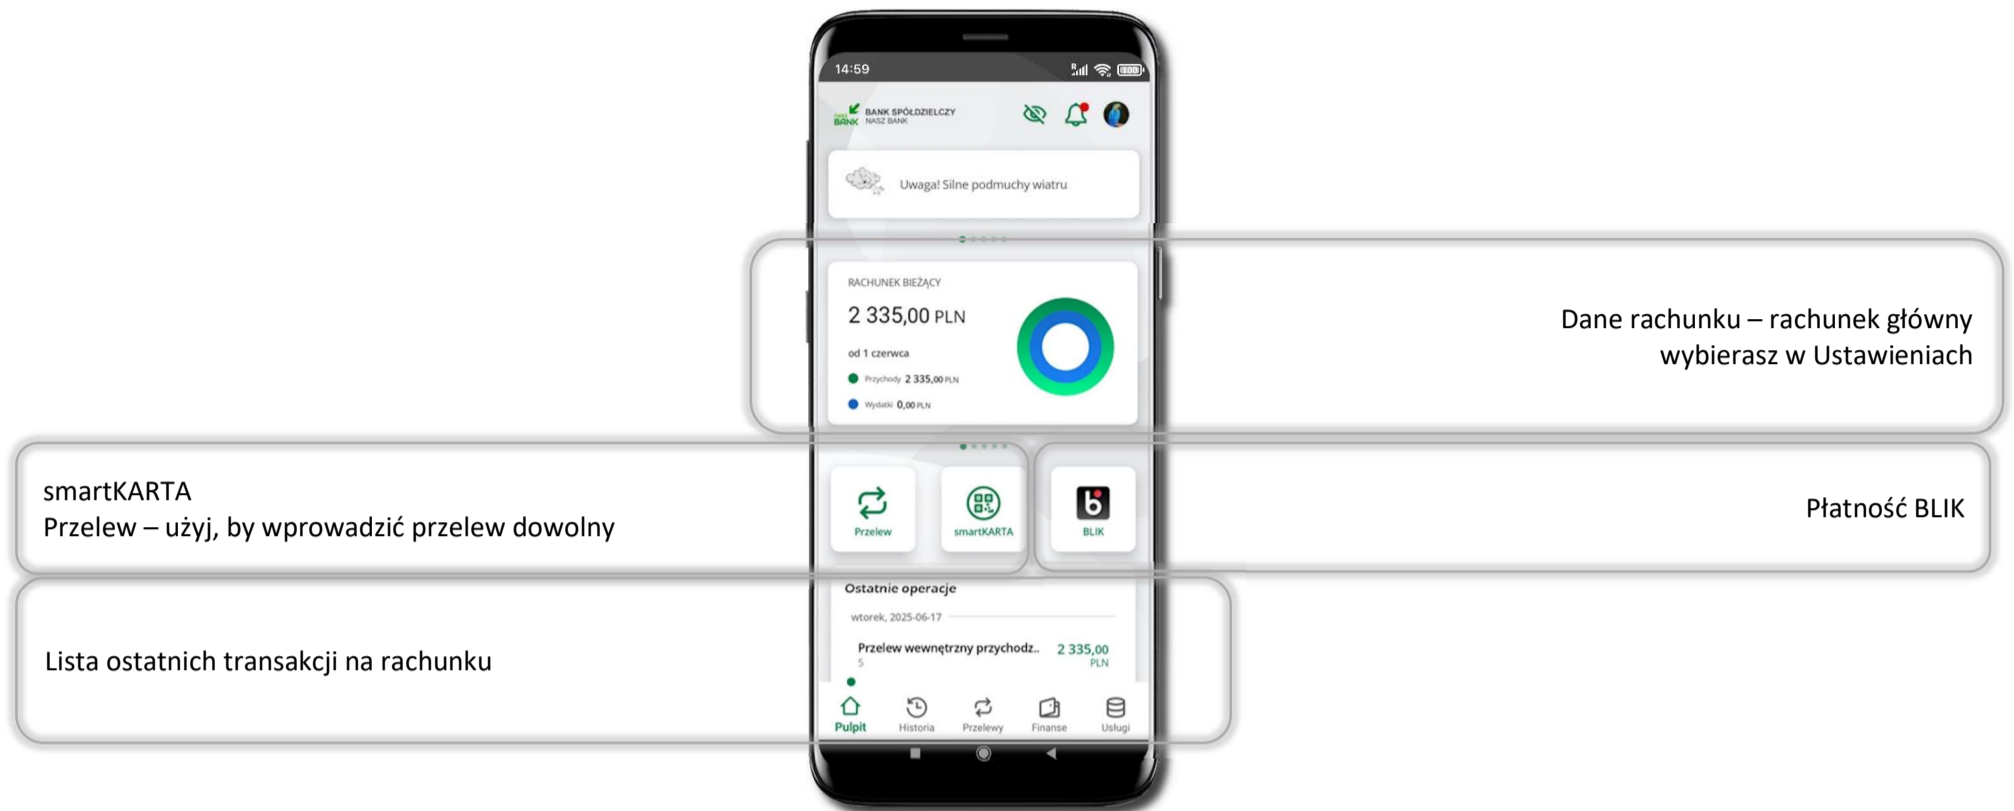 14:59
nasz
BANK
BANK SPÓŁDZIELCZY
NASZ BANK
Uwaga! Silne podmuchy wiatru
RACHUNEK BIEŻĄCY
2 335,00 PLN
od 1 czerwca
Przychody 2 335,00 PLN
Wydatki 0,00 PLN
Dane rachunku – rachunek główny
wybierasz w Ustawieniach
smartKARTA
Przelew – użyj, by wprowadzić przelew dowolny
Przelew
smartKARTA
BLIK
Płatność BLIK
Lista ostatnich transakcji na rachunku
Ostatnie operacje
wtorek, 2025-06-17
Przelew wewnętrzny przychodz.. 2 335,00
5 PLN
Pulpit
Historia
Przelewy
Finanse
Usługi